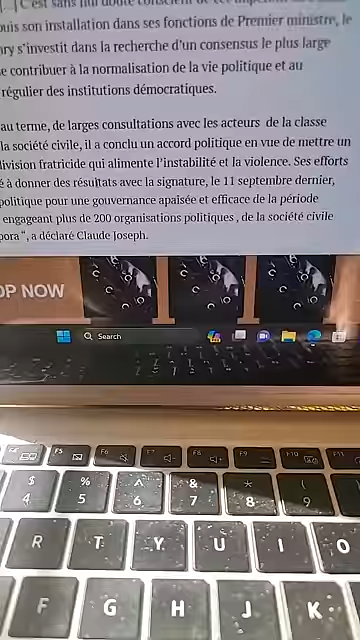 [...] C'est sans nul doute conscient de cet
puis son installation dans ses fonctions de Premier ministre, le
ry s'investit dans la recherche d'un consensus le plus large
e contribuer à la normalisation de la vie politique et au
régulier des institutions démocratiques.
au terme, de larges consultations avec les acteurs de la classe
la société civile, il a conclu un accord politique en vue de mettre un
division fratricide qui alimente l'instabilité et la violence. Ses efforts
é à donner des résultats avec la signature, le 11 septembre dernier,
politique pour une gouvernance apaisée et efficace de la période
engageant plus de 200 organisations politiques, de la société civile
pora", a déclaré Claude Joseph.
OP NOW
Search
F5 F6 F7 F8 F9 F10 F11
$ % ^ & * (
4 5 6 7 8 9
R T Y U I O
F G H J K